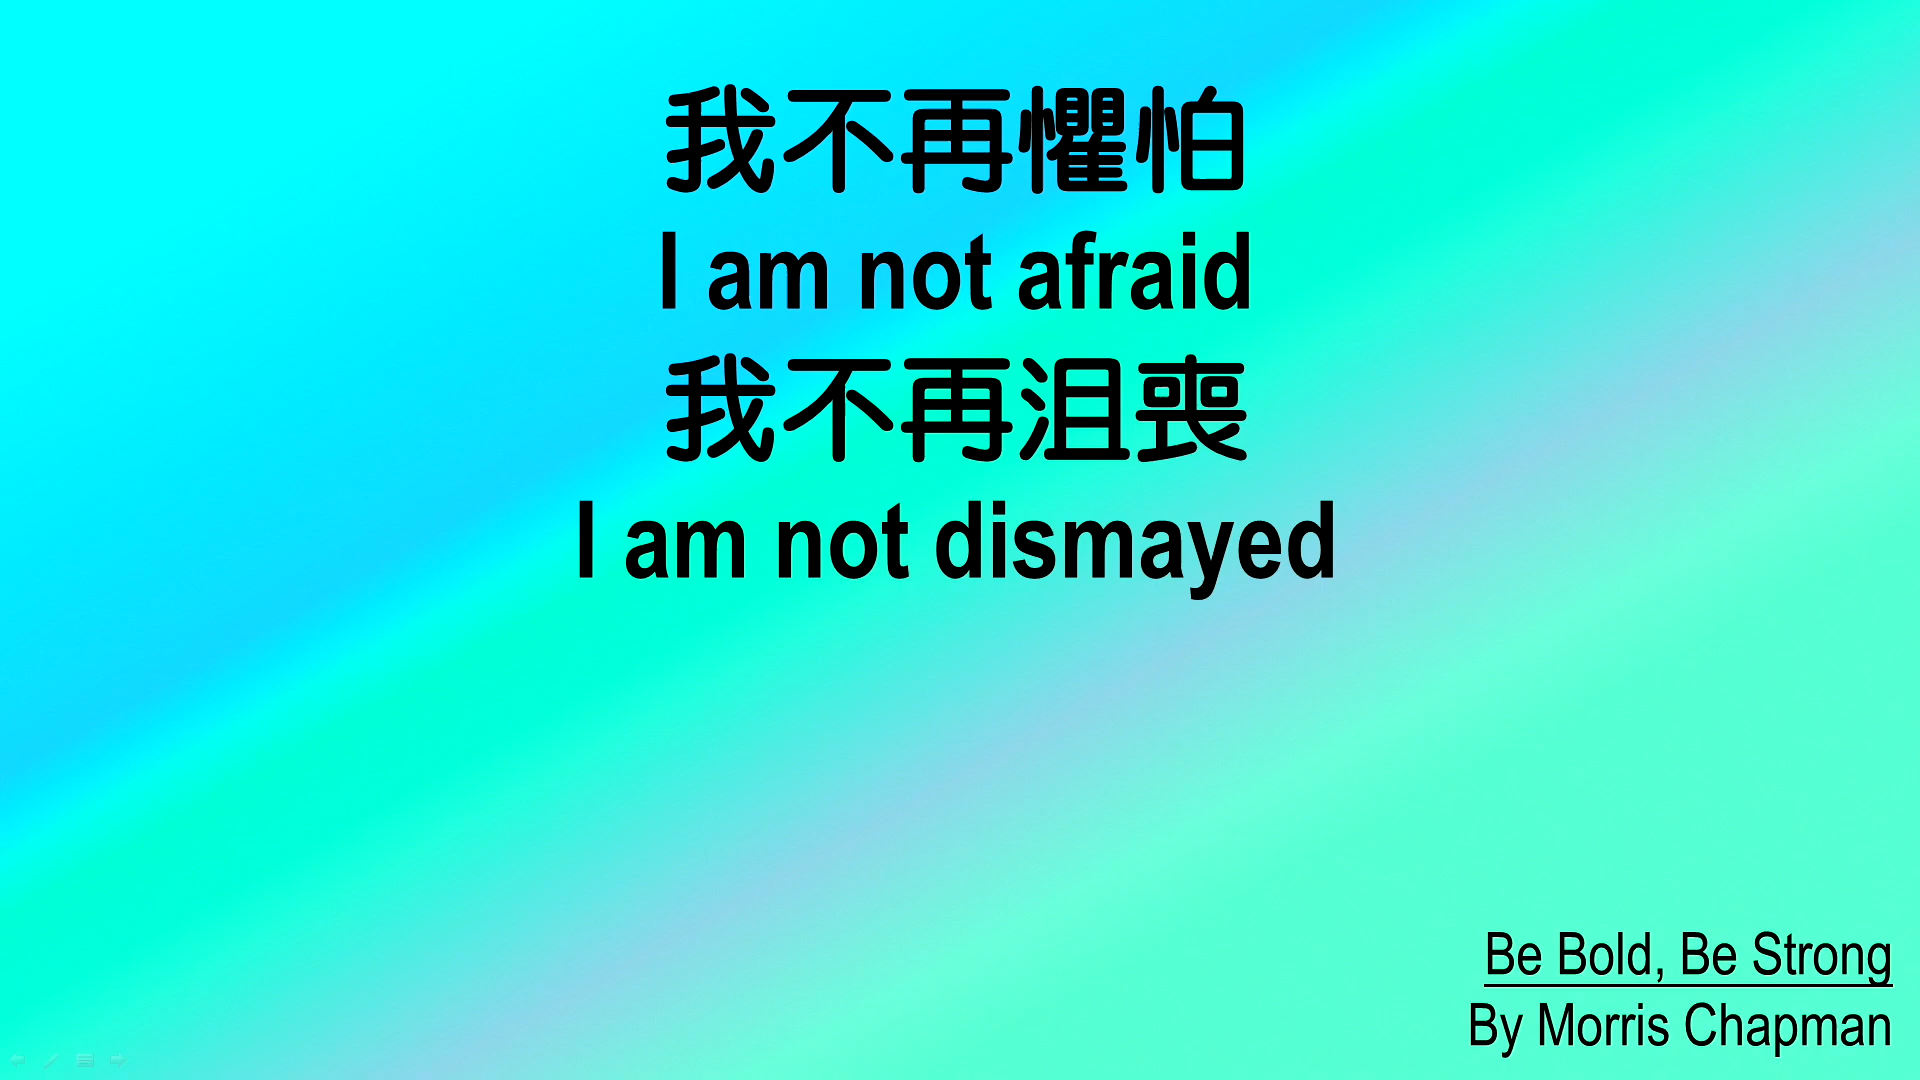 我不再懼怕
I am not afraid
我不再沮喪
I am not dismayed
Be Bold, Be Strong
By Morris Chapman